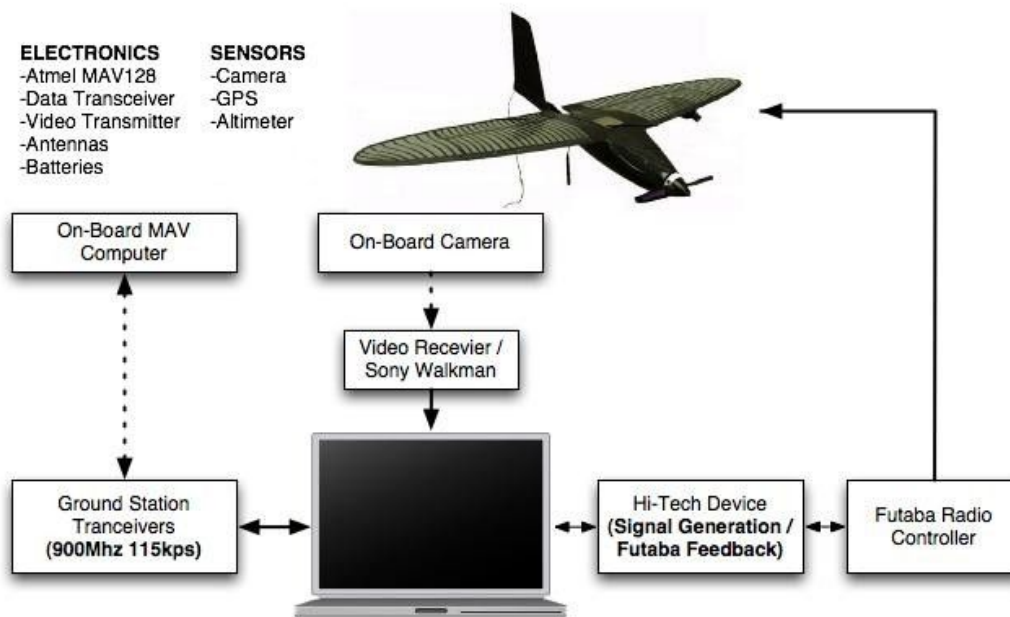 ELECTRONICS
-Atmel MAV128
-Data Transceiver
-Video Transmitter
-Antennas
-Batteries
SENSORS
-Camera
-GPS
-Altimeter
On-Board MAV
Computer
On-Board Camera
Video Recevier /
Sony Walkman
Ground Station
Tranceivers
(900Mhz 115kps)
Hi-Tech Device
(Signal Generation /
Futaba Feedback)
Futaba Radio
Controller